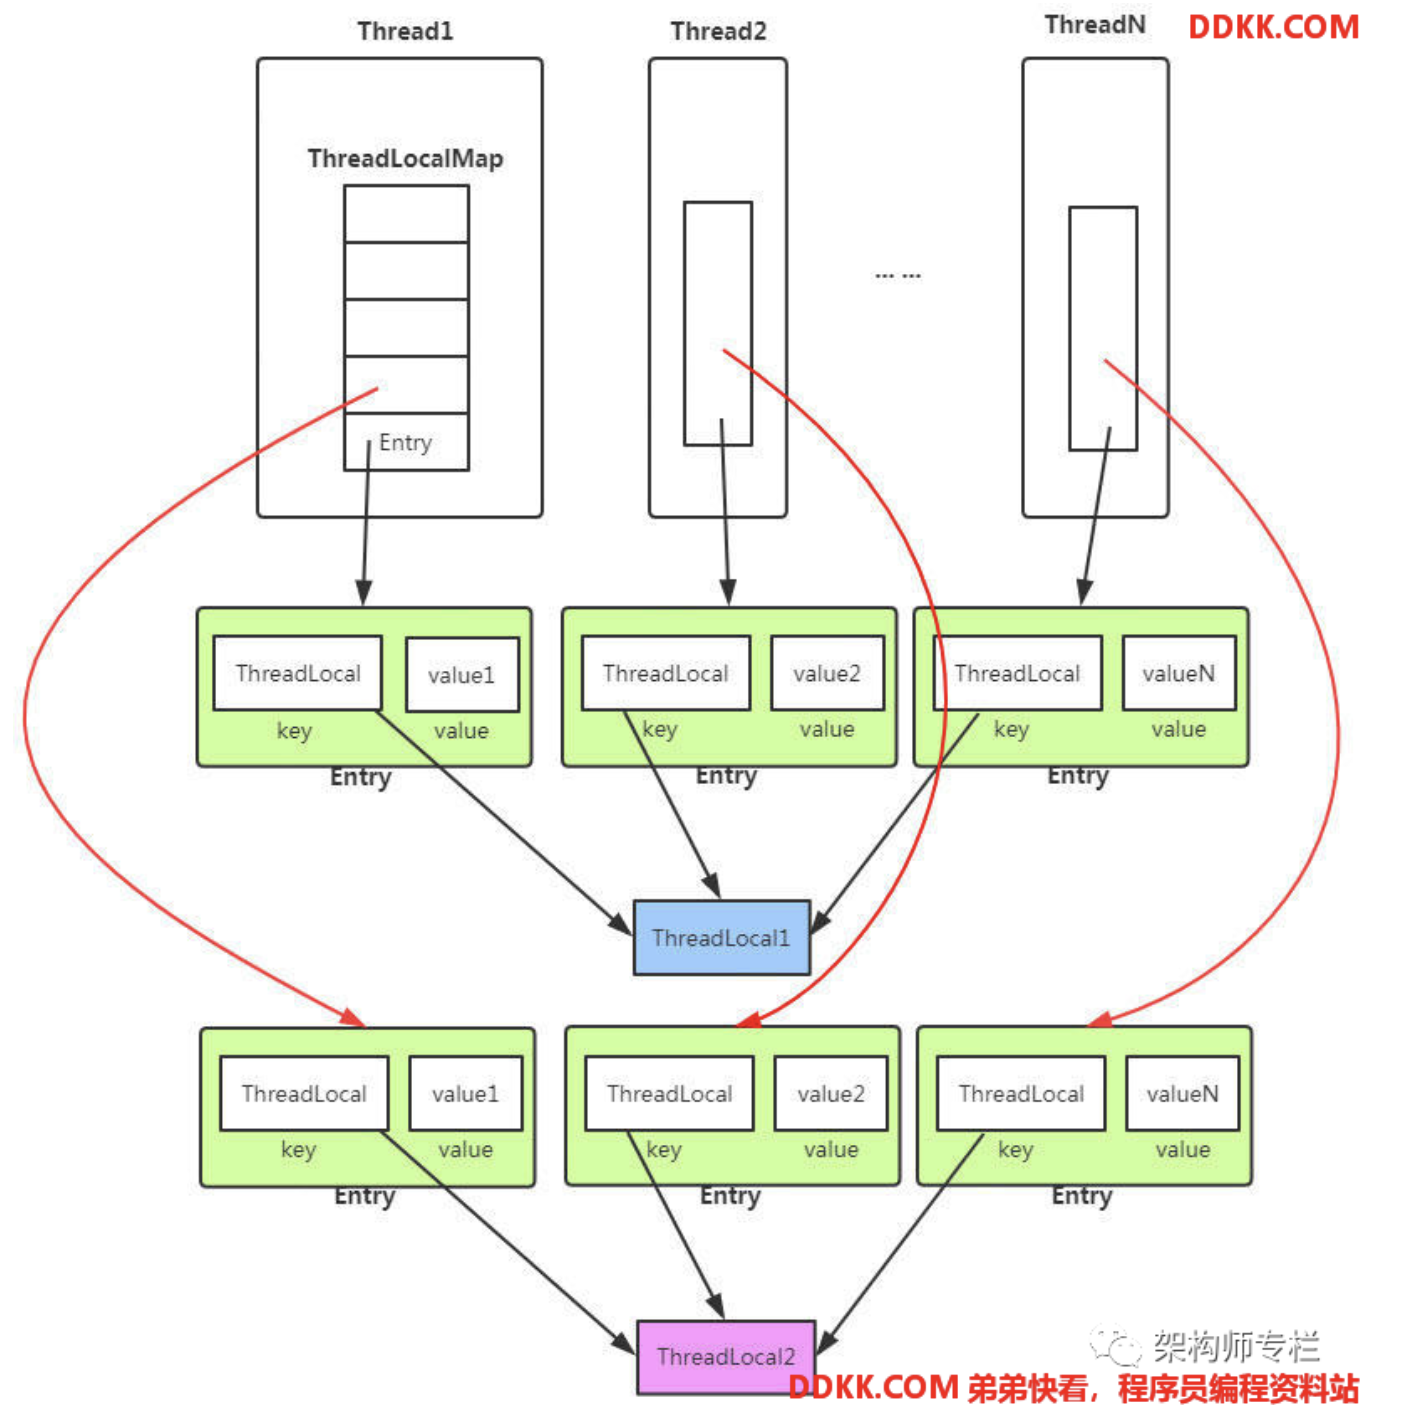 Thread1
Thread2
ThreadN
DDKK.COM
ThreadLocalMap
... ...
Entry
ThreadLocal
value1
key
value
Entry
ThreadLocal
value2
key
value
Entry
ThreadLocal
valueN
key
value
Entry
ThreadLocal1
ThreadLocal
value1
key
value
Entry
ThreadLocal
value2
key
value
Entry
ThreadLocal
valueN
key
value
Entry
ThreadLocal2
架构师专栏
DDKK.COM 弟弟快看，程序员编程资料站